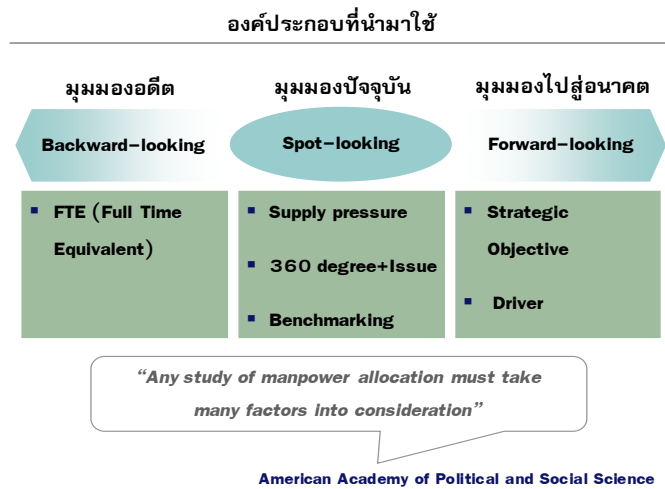 องค์ประกอบที่นำมาใช้
มุมมองอดีต
Backward-looking
FTE (Full Time
Equivalent)
มุมมองปัจจุบัน
Spot-looking
Supply pressure
360 degree+Issue
Benchmarking
มุมมองไปสู่อนาคต
Forward-looking
Strategic
Objective
Driver
“Any study of manpower allocation must take
many factors into consideration”
American Academy of Political and Social Science